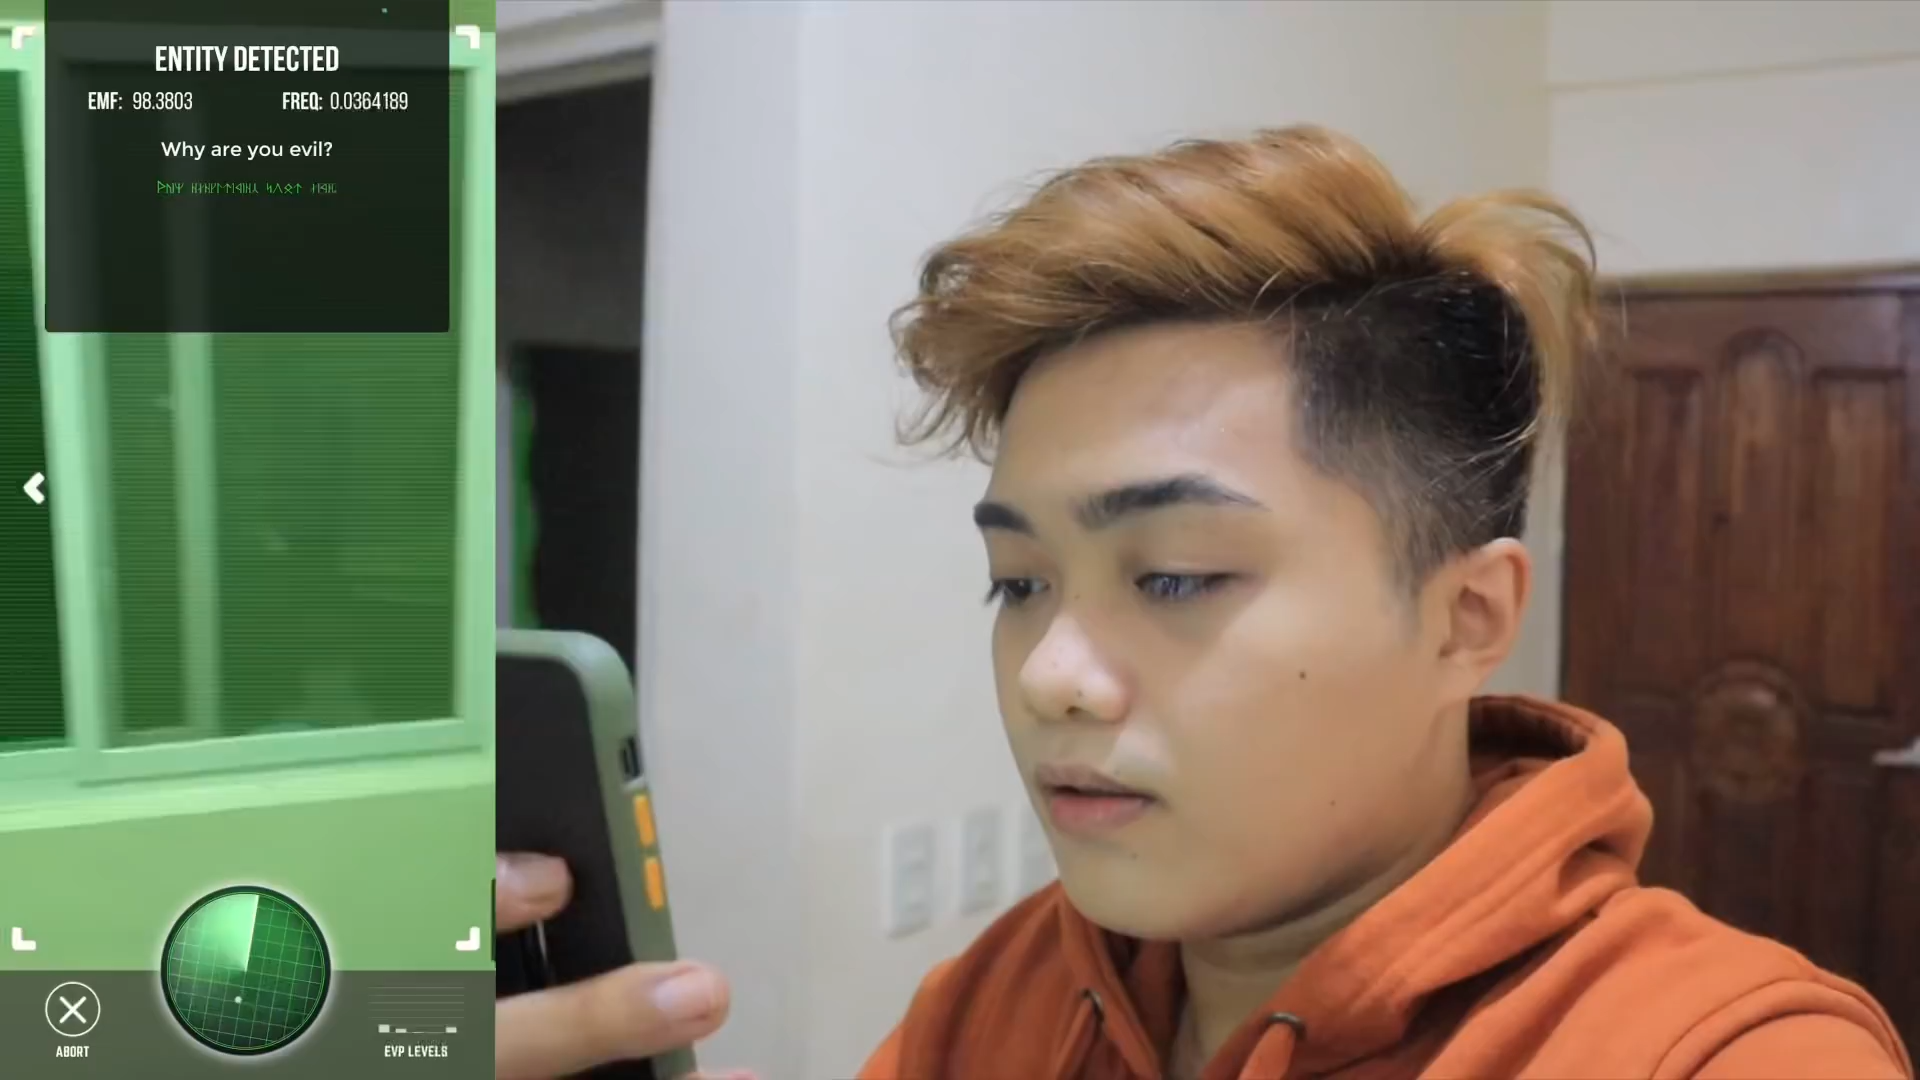 ENTITY DETECTED
EMF: 98.3803 FREQ: 0.0364189
Why are you evil?
ABORT
EVP LEVELS